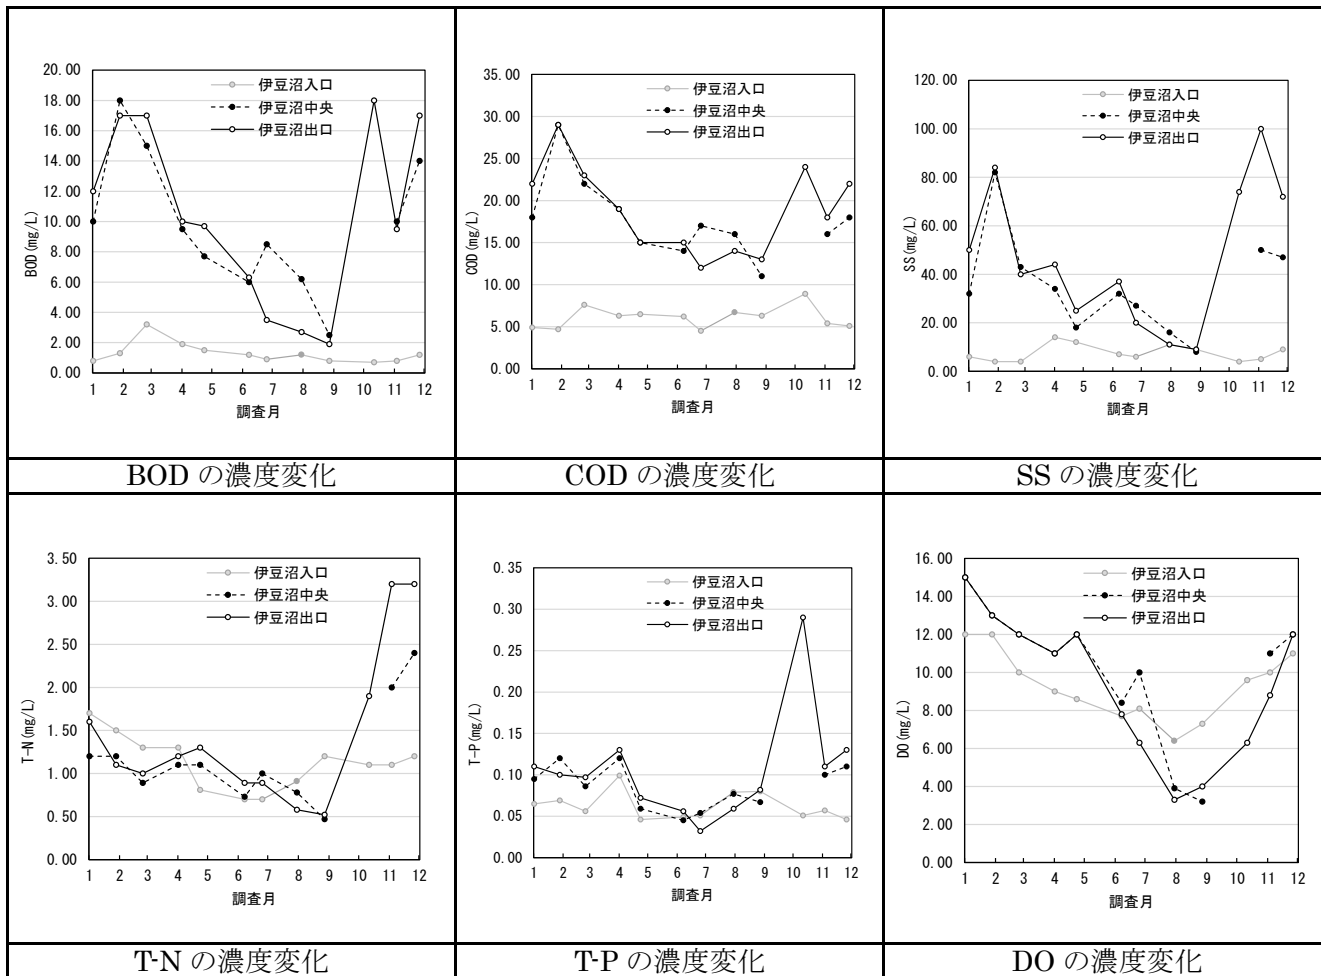 BOD(mg/L)
20.00
18.00
16.00
14.00
12.00
10.00
8.00
6.00
4.00
2.00
0.00
伊豆沼入口
伊豆沼中央
伊豆沼出口
1 2 3 4 5 6 7 8 9 10 11 12
調査月
BOD の濃度変化
COD(mg/L)
35.00
30.00
25.00
20.00
15.00
10.00
5.00
0.00
伊豆沼入口
伊豆沼中央
伊豆沼出口
1 2 3 4 5 6 7 8 9 10 11 12
調査月
COD の濃度変化
SS(mg/L)
120.00
100.00
80.00
60.00
40.00
20.00
0.00
伊豆沼入口
伊豆沼中央
伊豆沼出口
1 2 3 4 5 6 7 8 9 10 11 12
調査月
SS の濃度変化
T-N(mg/L)
3.50
3.00
2.50
2.00
1.50
1.00
0.50
0.00
伊豆沼入口
伊豆沼中央
伊豆沼出口
1 2 3 4 5 6 7 8 9 10 11 12
調査月
T-N の濃度変化
T-P(mg/L)
0.35
0.30
0.25
0.20
0.15
0.10
0.05
0.00
伊豆沼入口
伊豆沼中央
伊豆沼出口
1 2 3 4 5 6 7 8 9 10 11 12
調査月
T-P の濃度変化
DO(mg/L)
16.00
14.00
12.00
10.00
8.00
6.00
4.00
2.00
0.00
伊豆沼入口
伊豆沼中央
伊豆沼出口
1 2 3 4 5 6 7 8 9 10 11 12
調査月
DO の濃度変化